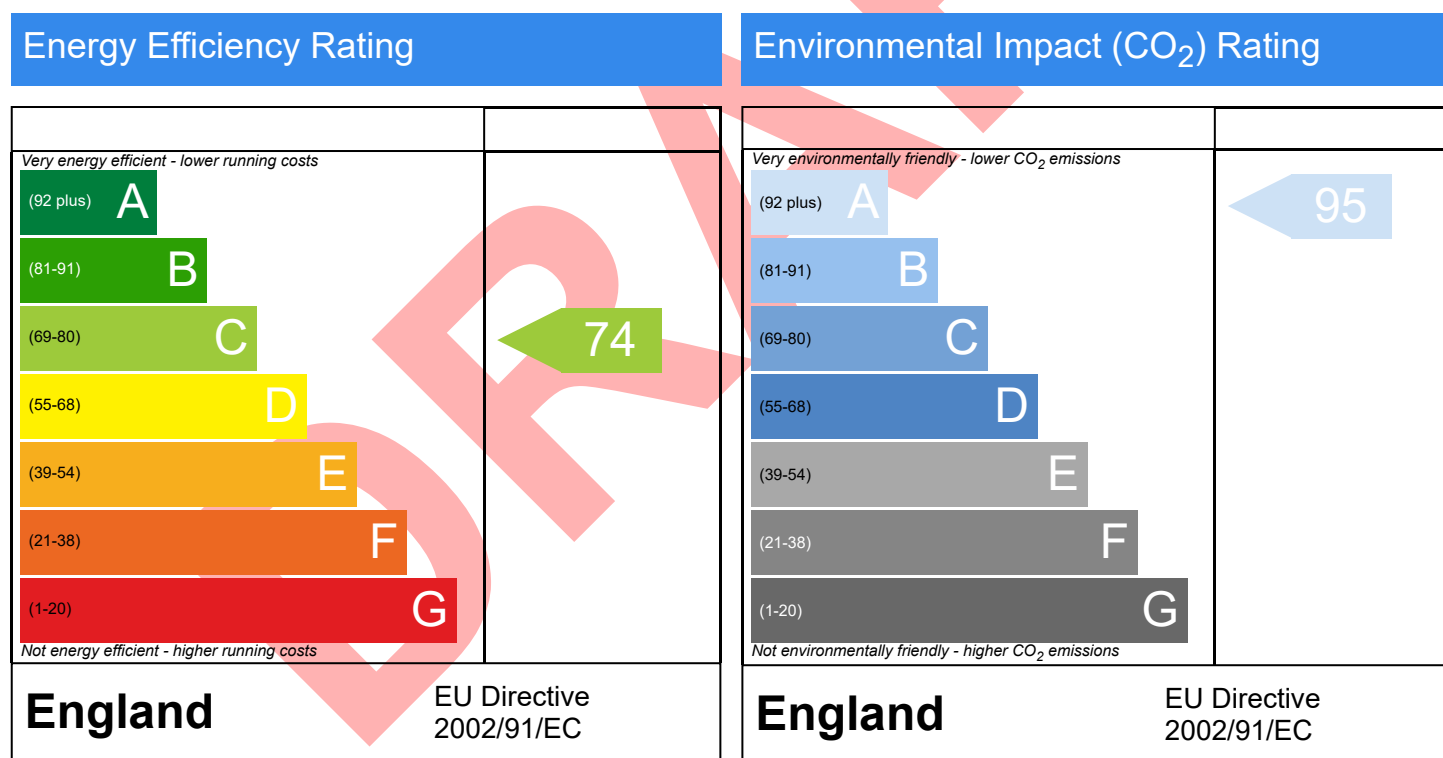 Energy Efficiency Rating
Very energy efficient - lower running costs
(92 plus) A
(81-91) B
(69-80) C
74
(55-68) D
(39-54) E
(21-38) F
(1-20) G
Not energy efficient - higher running costs
England
EU Directive
2002/91/EC
Environmental Impact (CO₂) Rating
Very environmentally friendly - lower CO₂ emissions
(92 plus) A
95
(81-91) B
(69-80) C
(55-68) D
(39-54) E
(21-38) F
(1-20) G
Not environmentally friendly - higher CO₂ emissions
England
EU Directive
2002/91/EC